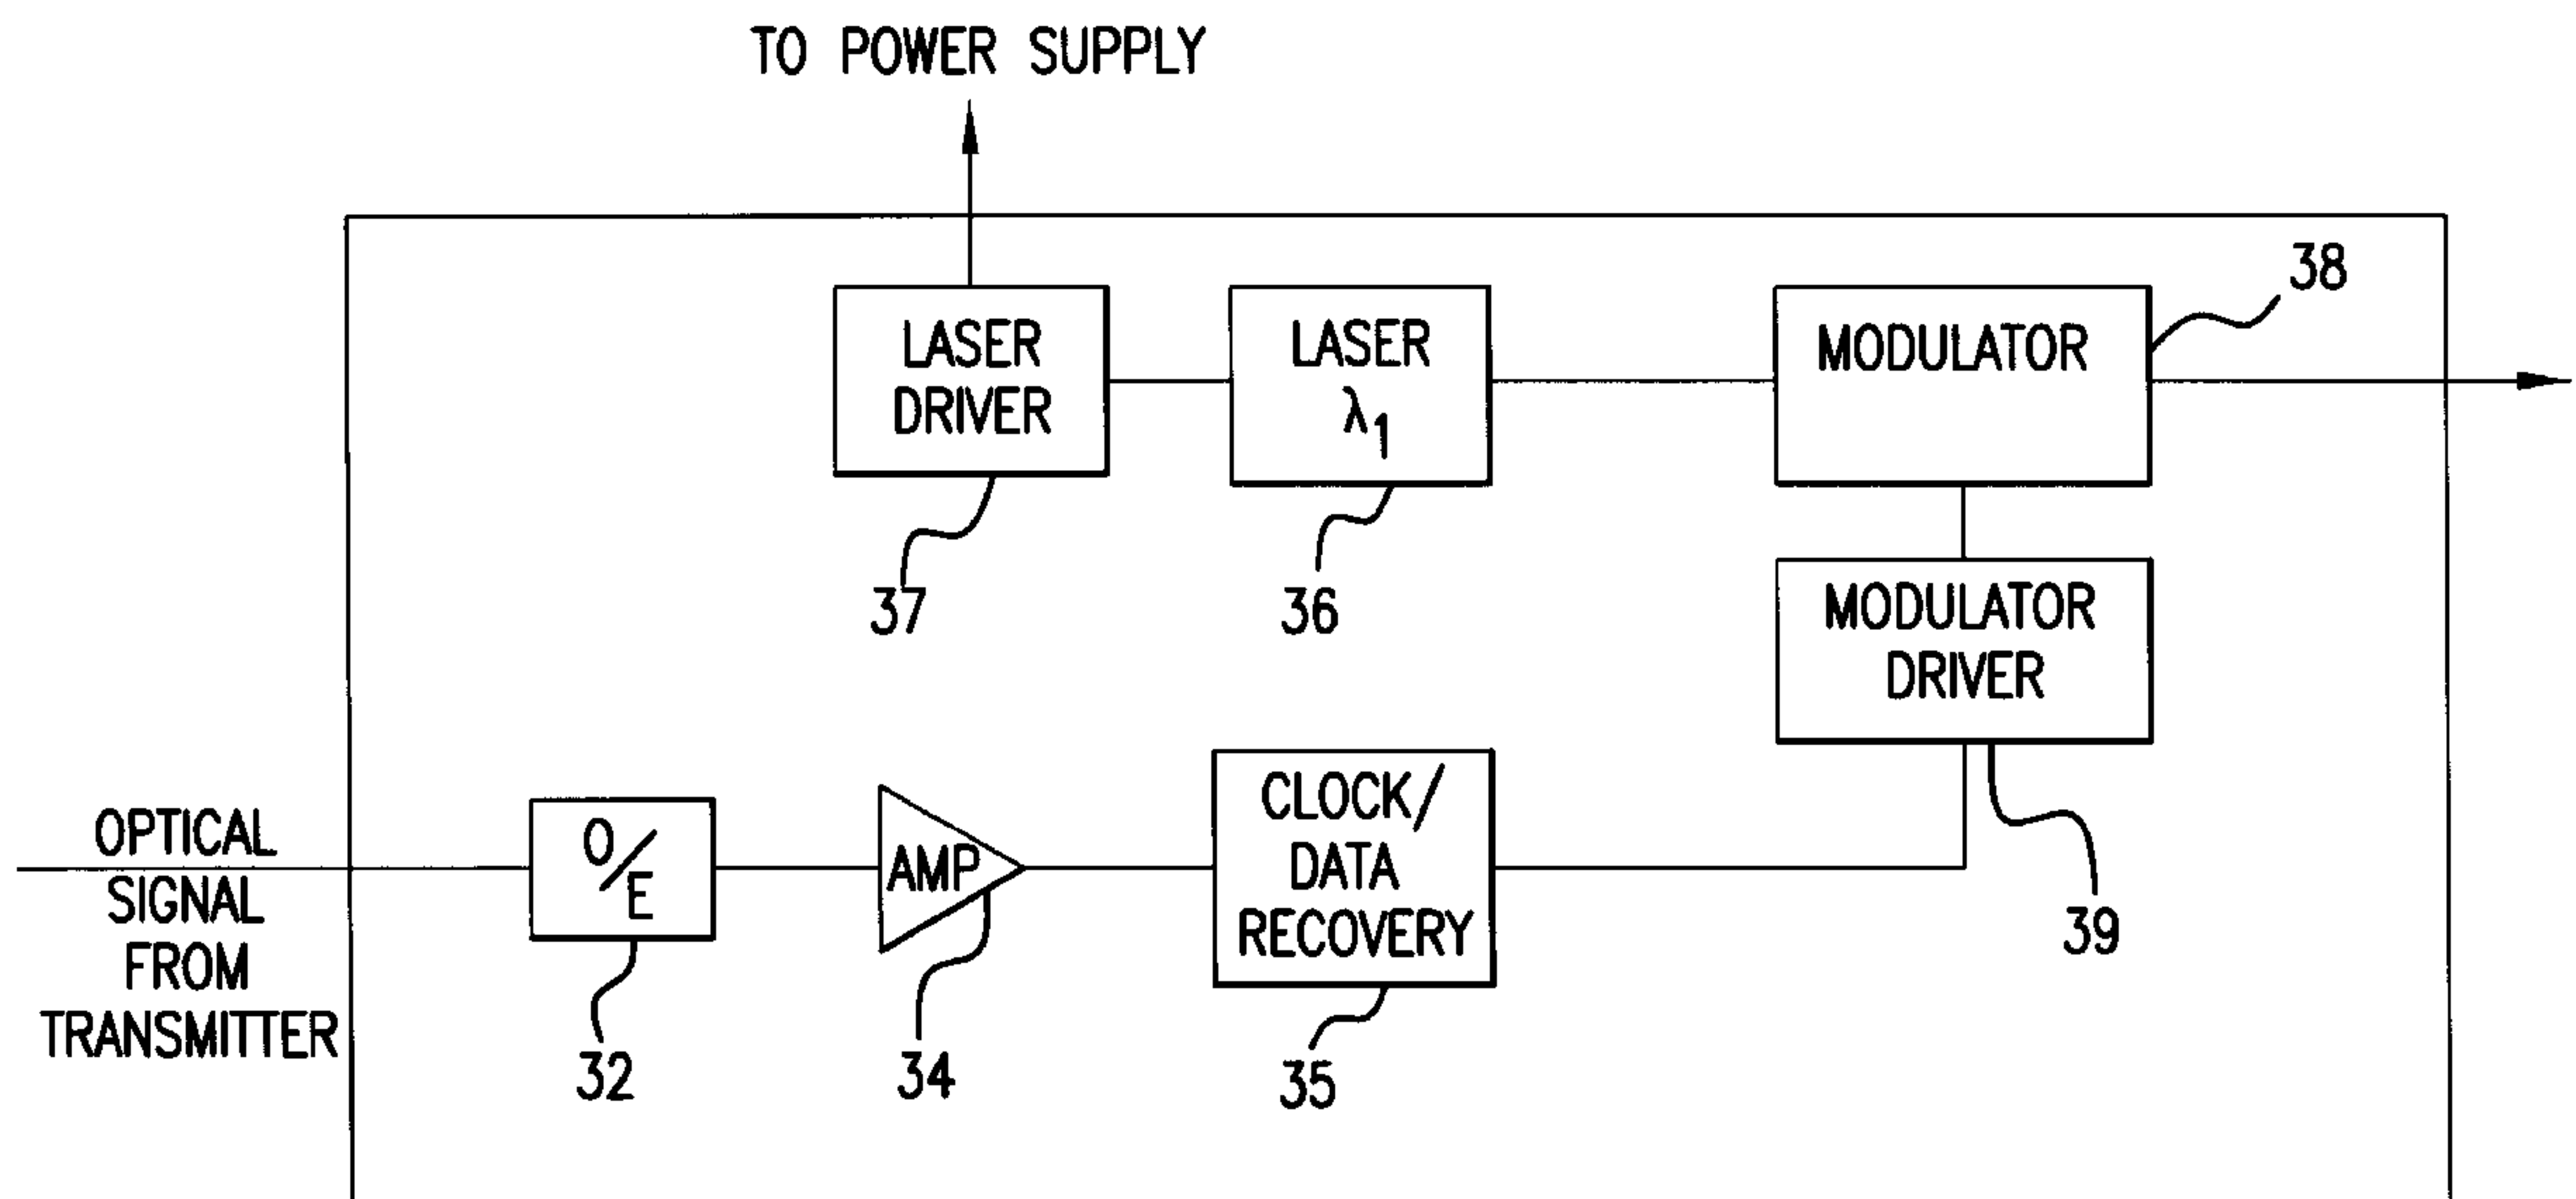 TO POWER SUPPLY
38
LASER
DRIVER
LASER
λ1
MODULATOR
37
36
MODULATOR
DRIVER
OPTICAL
SIGNAL
FROM
TRANSMITTER
O/E
AMP
CLOCK/
DATA
RECOVERY
39
32
34
35